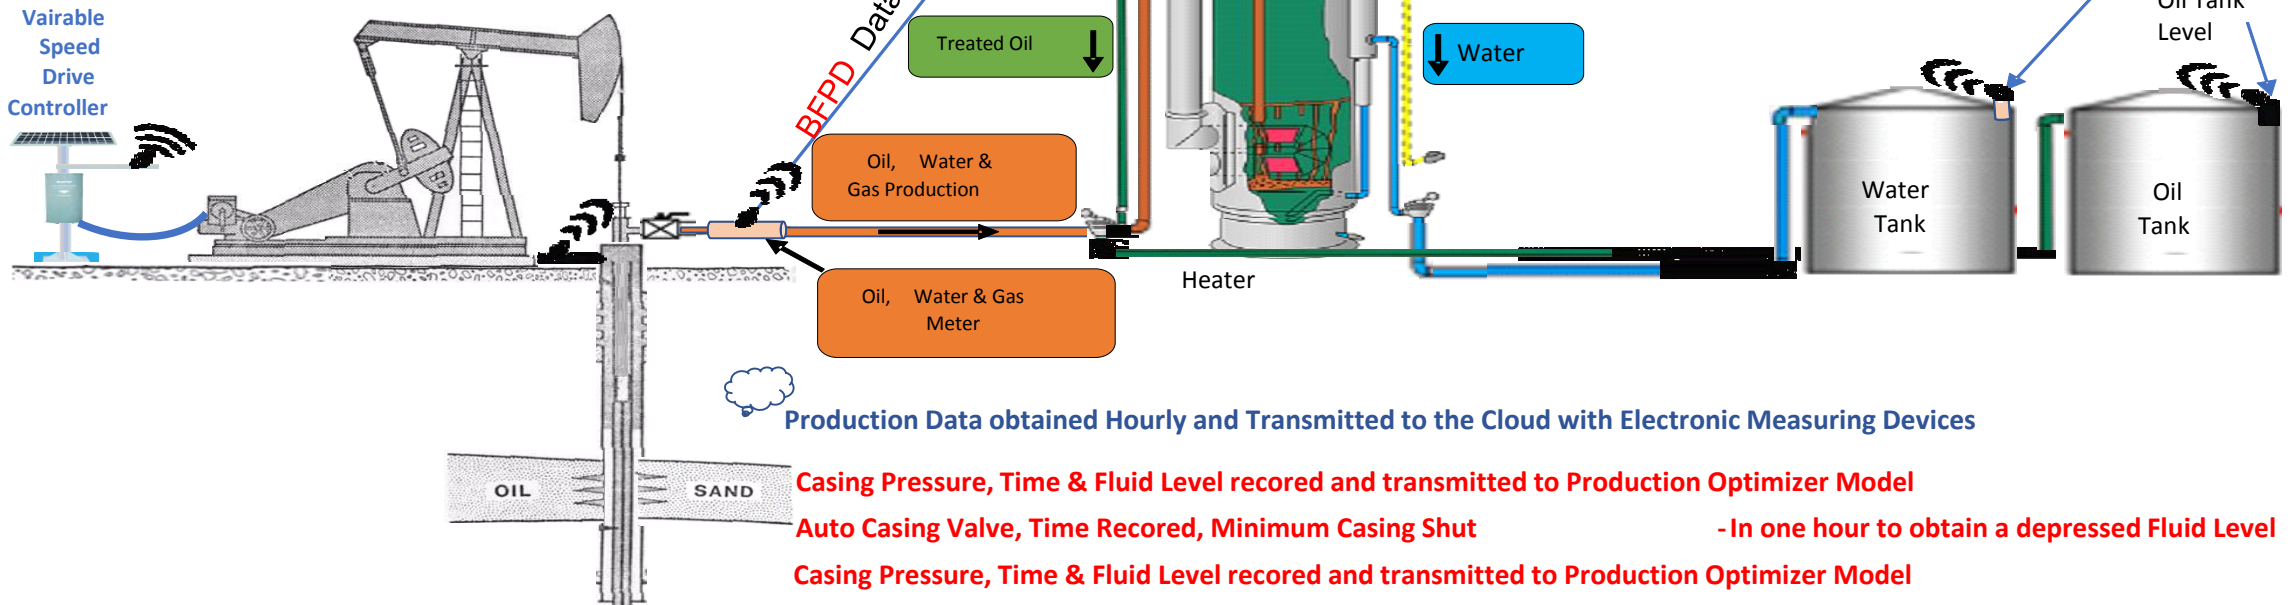 Vairable
Speed
Drive
Controller
BFPD Data
Treated Oil
Water
Oil Tank
Level
Oil, Water &
Gas Production
Oil, Water & Gas
Meter
Heater
Water
Tank
Oil
Tank
OIL SAND
Production Data obtained Hourly and Transmitted to the Cloud with Electronic Measuring Devices
Casing Pressure, Time & Fluid Level recored and transmitted to Production Optimizer Model
Auto Casing Valve, Time Recored, Minimum Casing Shut -In one hour to obtain a depressed Fluid Level
Casing Pressure, Time & Fluid Level recored and transmitted to Production Optimizer Model